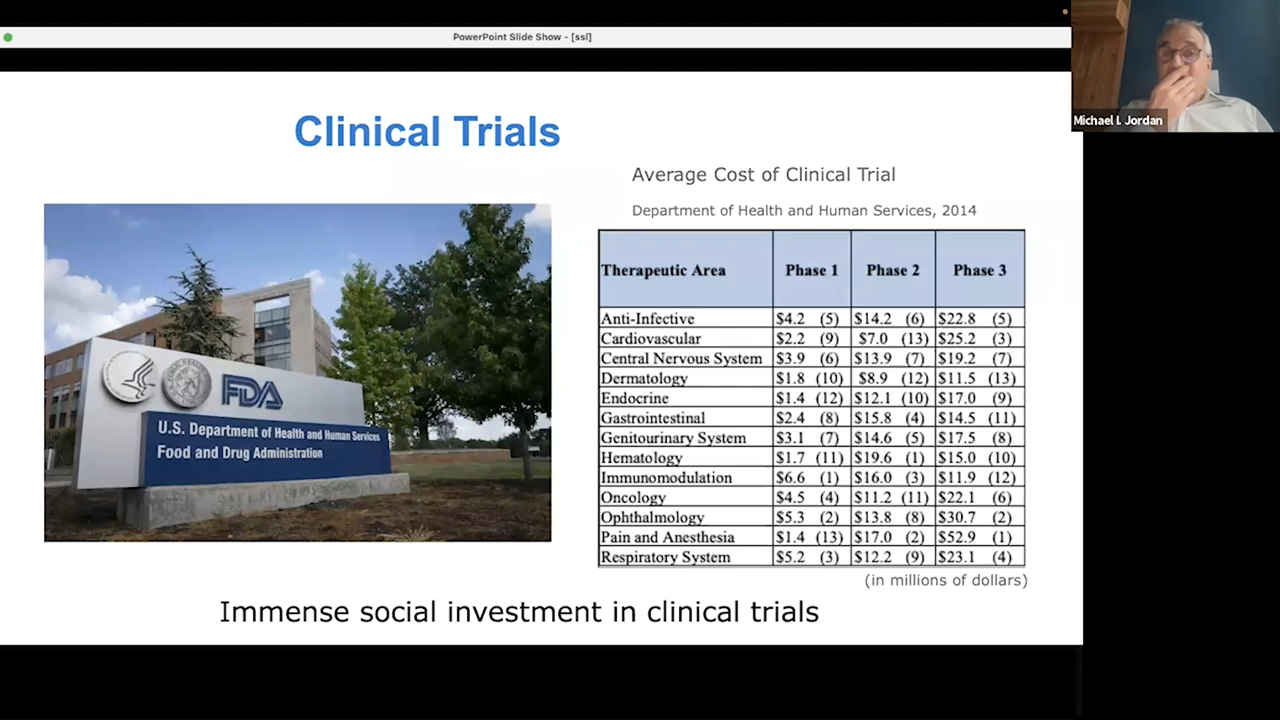 PowerPoint Slide Show - [ssl]
Michael I. Jordan
Clinical Trials
Average Cost of Clinical Trial
Department of Health and Human Services, 2014
FDA
U.S. Department of Health and Human Services
Food and Drug Administration
Therapeutic Area Phase 1 Phase 2 Phase 3
Anti-Infective $4.2 (5) $14.2 (6) $22.8 (5)
Cardiovascular $2.2 (9) $7.0 (13) $25.2 (3)
Central Nervous System $3.9 (6) $13.9 (7) $19.2 (7)
Dermatology $1.8 (10) $8.9 (12) $11.5 (13)
Endocrine $1.4 (12) $12.1 (10) $17.0 (9)
Gastrointestinal $2.4 (8) $15.8 (4) $14.5 (11)
Genitourinary System $3.1 (7) $14.6 (5) $17.5 (8)
Hematology $1.7 (11) $19.6 (1) $15.0 (10)
Immunomodulation $6.6 (1) $16.0 (3) $11.9 (12)
Oncology $4.5 (4) $11.2 (11) $22.1 (6)
Ophthalmology $5.3 (2) $13.8 (8) $30.7 (2)
Pain and Anesthesia $1.4 (13) $17.0 (2) $52.9 (1)
Respiratory System $5.2 (3) $12.2 (9) $23.1 (4)
(in millions of dollars)
Immense social investment in clinical trials